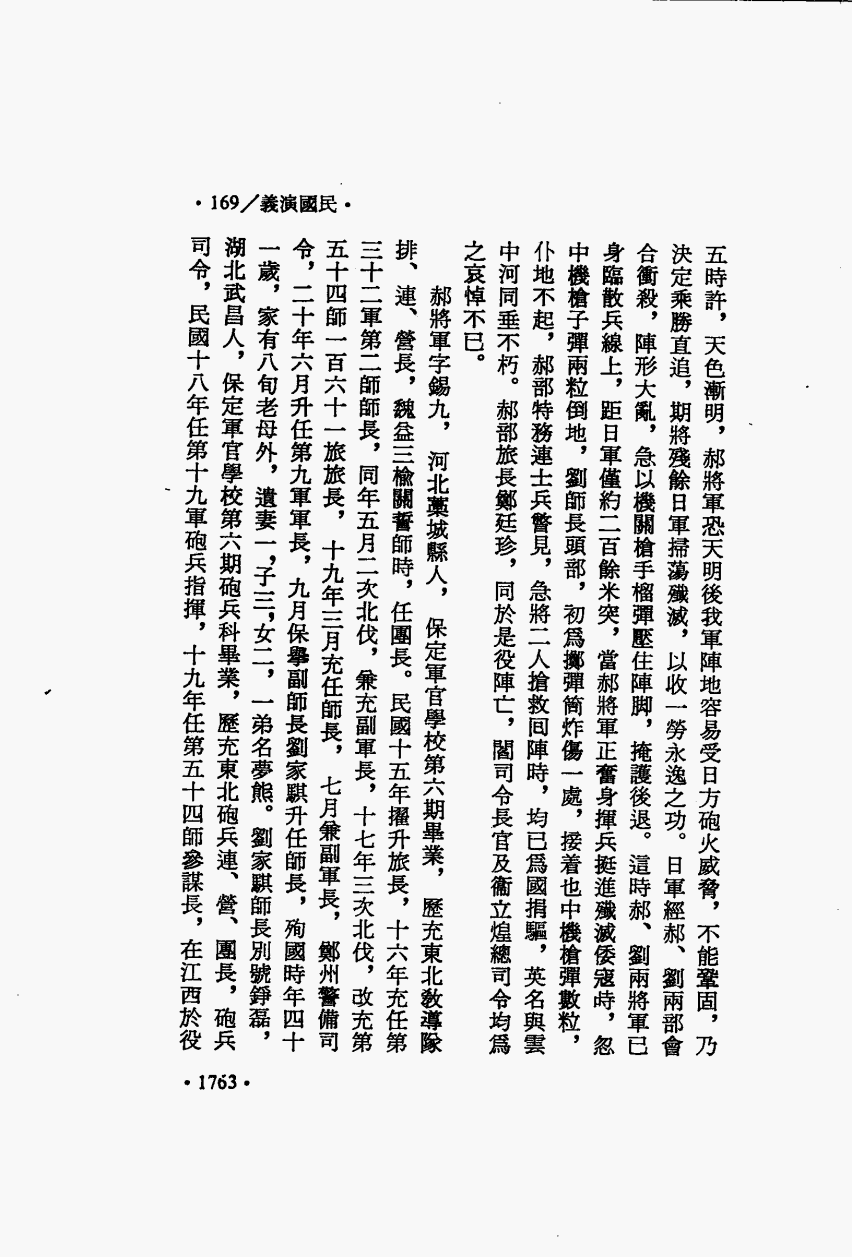 •169／義演國民•
五時許，天色漸明，郝將軍恐天明後我軍陣地容易受日方砲火威脅，不能鞏固，乃
決定乘勝直追，期將殘餘日軍掃蕩殲滅，以收一勞永逸之功。日軍經郝、劉兩部會
合衝殺，陣形大亂，急以機關槍手榴彈壓住陣脚，掩護後退。這時郝、劉兩將軍已
身臨散兵線上，距日軍僅約二百餘米突，當郝將軍正奮身揮兵挺進殲滅倭寇時，忽
中機槍子彈兩粒倒地，劉師長頭部，初爲擲彈筒炸傷一處，接着也中機槍彈數粒，
仆地不起，郝部特務連士兵瞥見，急將二人搶救回陣時，均已爲國捐軀，英名與雲
中河同垂不朽。郝部旅長鄭廷珍，同於是役陣亡，閻司令長官及衞立煌總司令均爲
之哀悼不已。
郝將軍字錫九，河北藁城縣人，保定軍官學校第六期畢業，歷充東北敎導隊
排、連、營長，魏益三楡關誓師時，任團長。民國十五年擢升旅長，十六年充任第
三十二軍第二師師長，同年五月二次北伐，兼充副軍長，十七年三次北伐，改充第
五十四師一百六十一旅旅長，十九年三月充任師長，七月兼副軍長，鄭州警備司
令，二十年六月升任第九軍軍長，九月保擧副師長劉家騏升任師長，殉國時年四十
一歲，家有八旬老母外，遺妻一，子三，女二，一弟名夢熊。劉家騏師長別號錚磊，
湖北武昌人，保定軍官學校第六期砲兵科畢業，歷充東北砲兵連、營、團長，砲兵
司令，民國十八年任第十九軍砲兵指揮，十九年任第五十四師參謀長，在江西於役
•1763•